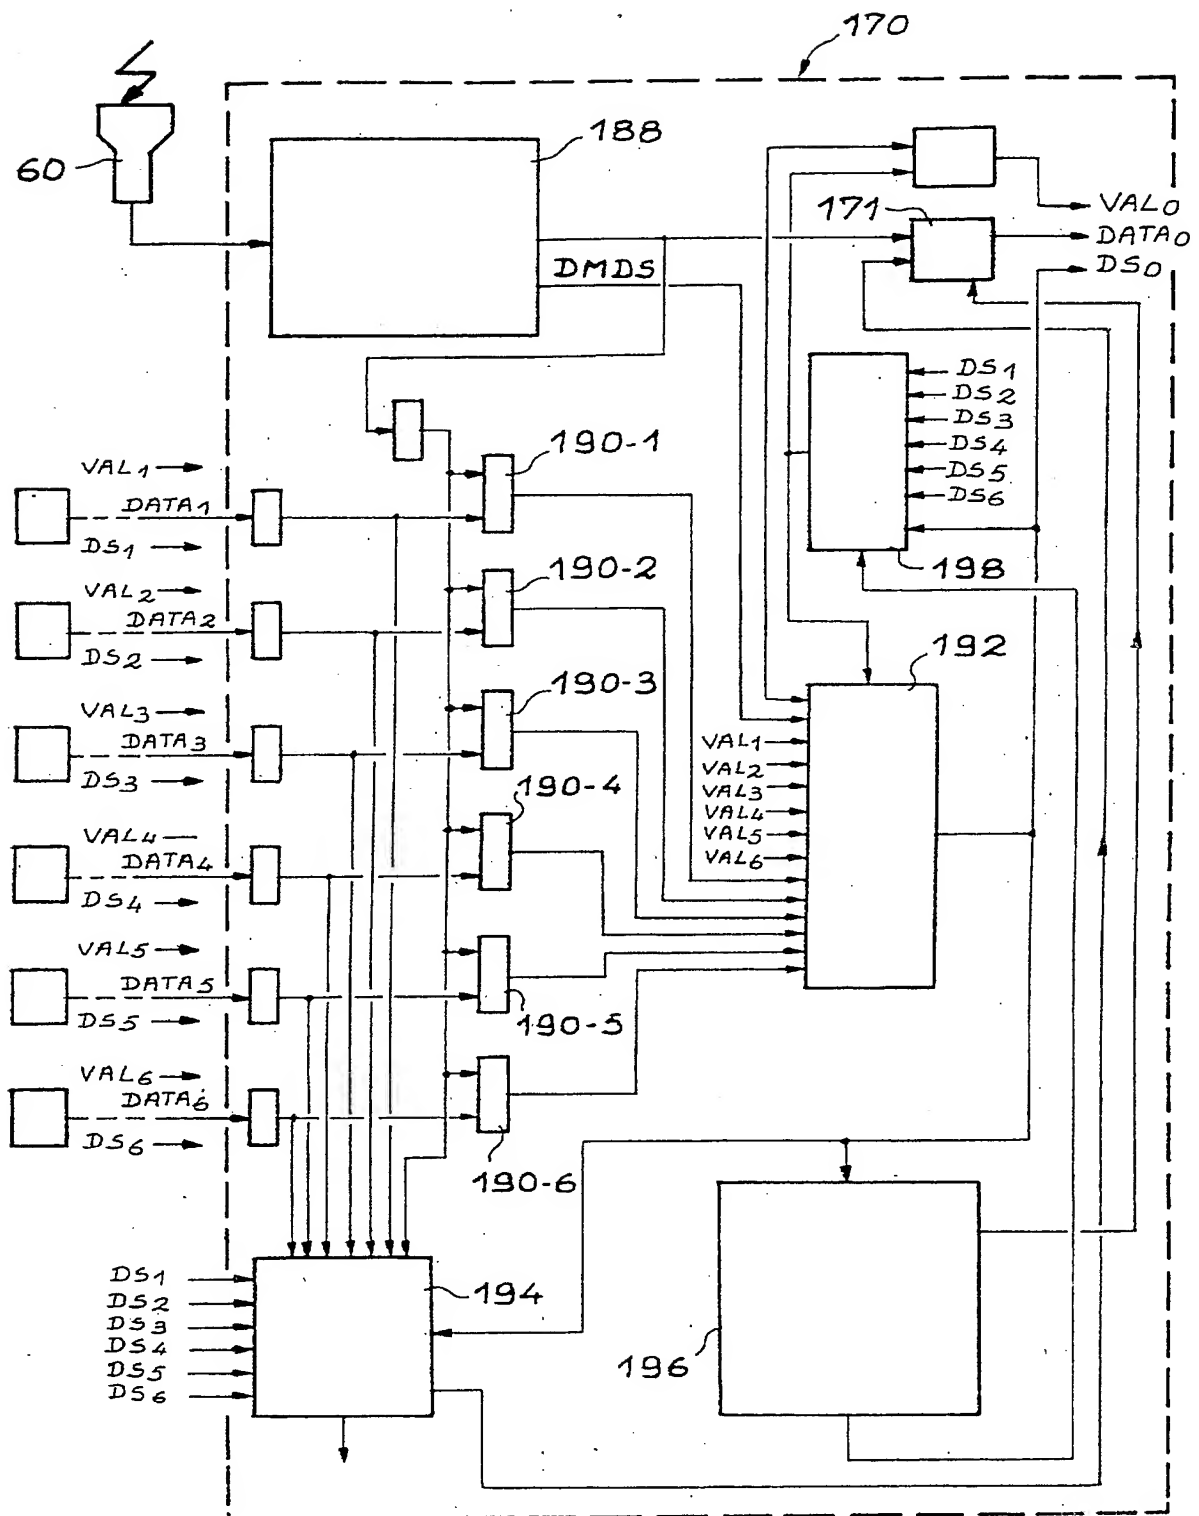 170
60
188
VAL0
171
DATA0
DMDS
DS0
DS1
DS2
DS3
DS4
DS5
DS6
198
VAL1
DATA1
DS1
190-1
VAL2
DATA2
DS2
190-2
VAL3
DATA3
DS3
190-3
192
VAL1
VAL2
VAL3
VAL4
VAL5
VAL6
VAL4
DATA4
DS4
190-4
VAL5
DATA5
DS5
190-5
VAL6
DATA6
DS6
190-6
DS1
DS2
DS3
DS4
DS5
DS6
194
196